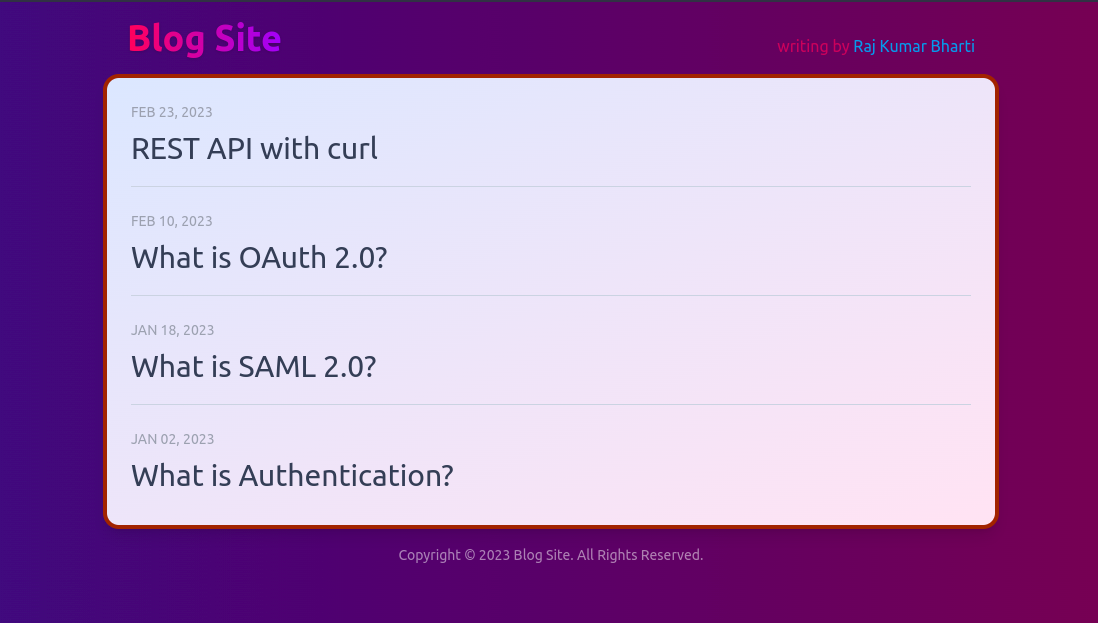 Blog Site
writing by Raj Kumar Bharti
FEB 23, 2023
REST API with curl
FEB 10, 2023
What is OAuth 2.0?
JAN 18, 2023
What is SAML 2.0?
JAN 02, 2023
What is Authentication?
Copyright © 2023 Blog Site. All Rights Reserved.